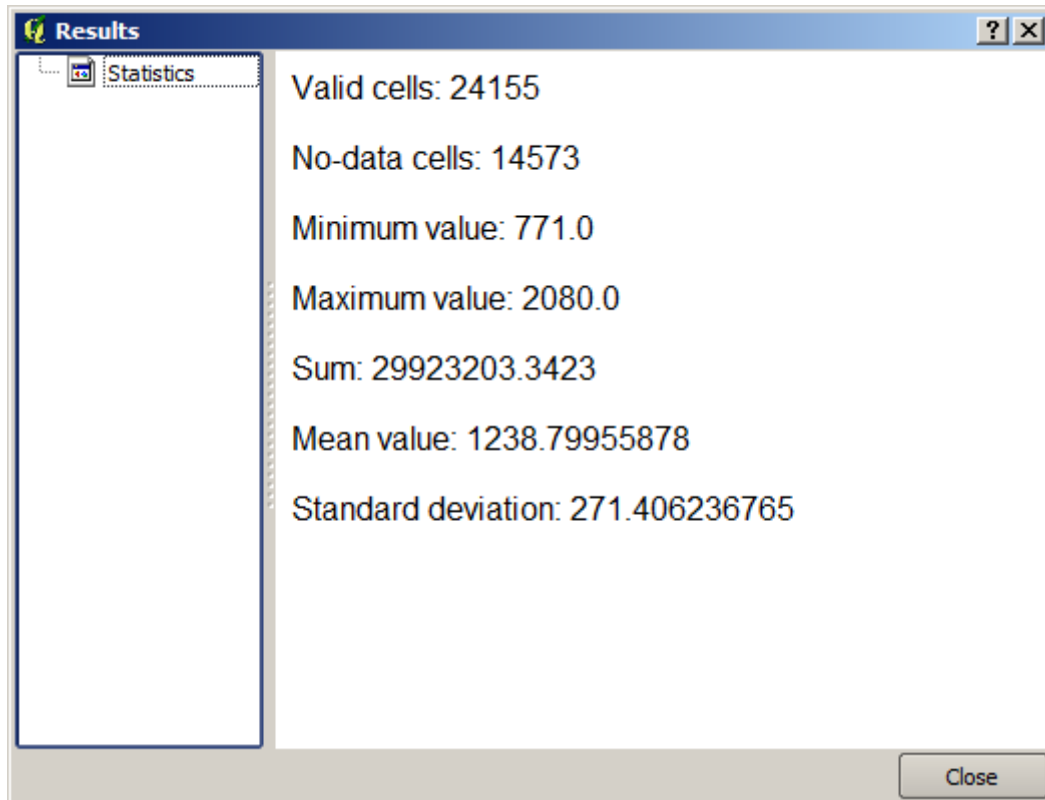 Results
Statistics
Valid cells: 24155
No-data cells: 14573
Minimum value: 771.0
Maximum value: 2080.0
Sum: 29923203.3423
Mean value: 1238.79955878
Standard deviation: 271.406236765
Close